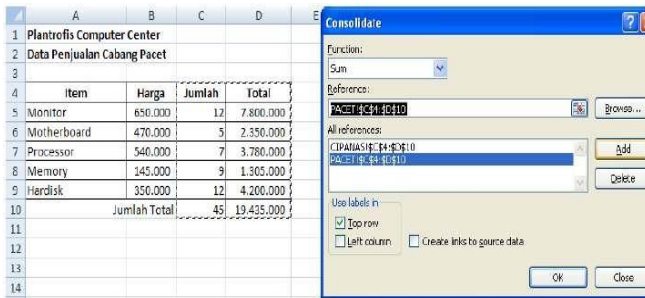 A B C D E
1 Plantrofis Computer Center
2 Data Penjualan Cabang Pacet
3
4 Item Harga Jumlah Total
5 Monitor 650.000 12 7.800.000
6 Motherboard 470.000 5 2.350.000
7 Processor 540.000 7 3.780.000
8 Memory 145.000 9 1.305.000
9 Hardisk 350.000 12 4.200.000
10 Jumlah Total 45 19.435.000
11
12
13
14
Consolidate
Function:
Sum
Reference:
PACET!$C$4:$D$10 Browse...
All references:
CIPANAS!$C$4:$D$10 Add
PACET!$C$4:$D$10
Delete
Use labels in
Top row
Left column Create links to source data
OK Close